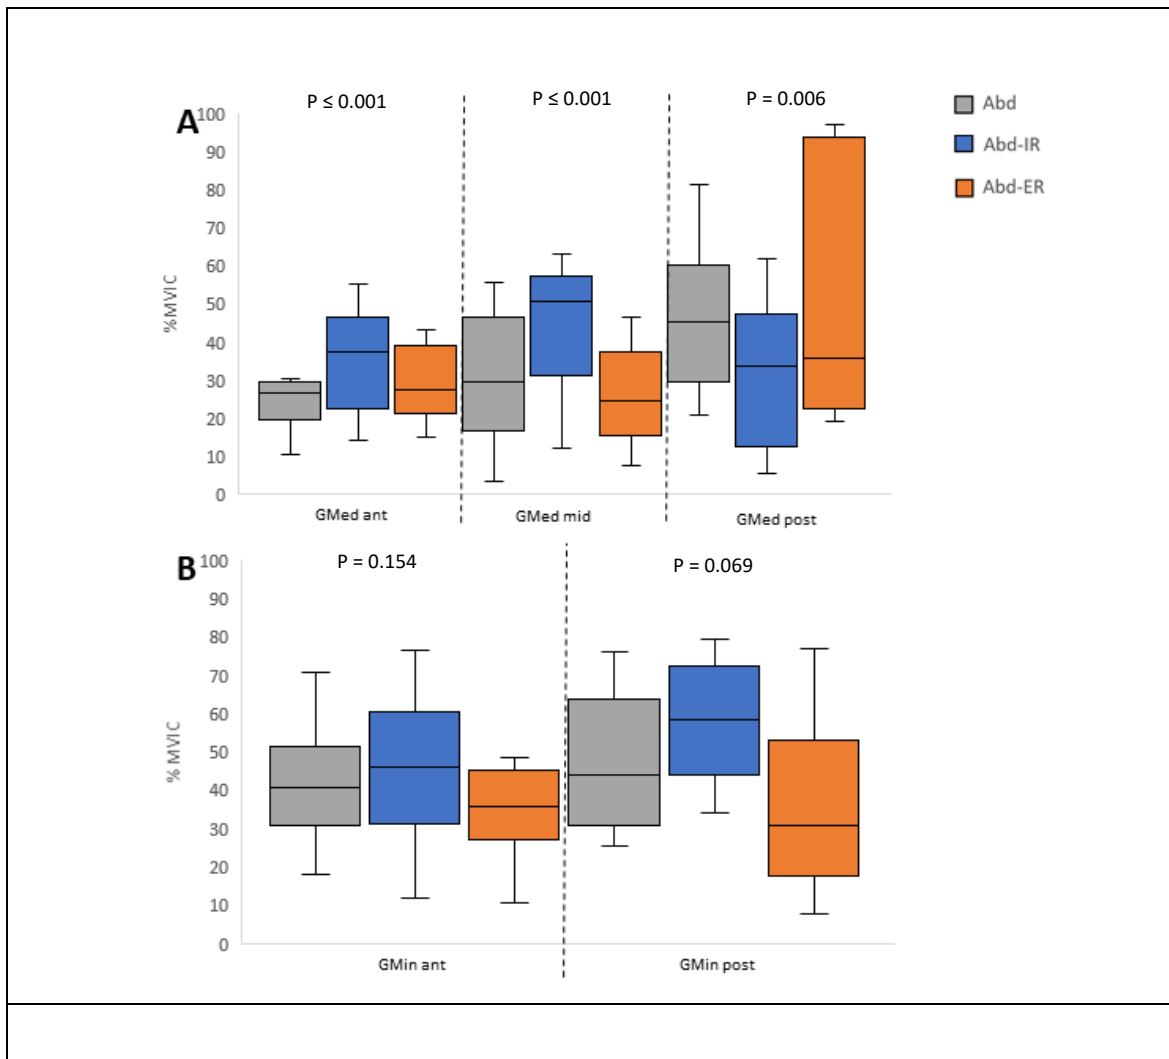 P ≤ 0.001
P ≤ 0.001
P = 0.006
A
100
90
80
70
60
50
40
30
20
10
0
%MVIC
GMed ant
GMed mid
GMed post
Abd
Abd-IR
Abd-ER
B
P = 0.154
P = 0.069
100
90
80
70
60
50
40
30
20
10
0
% MVIC
GMin ant
GMin post